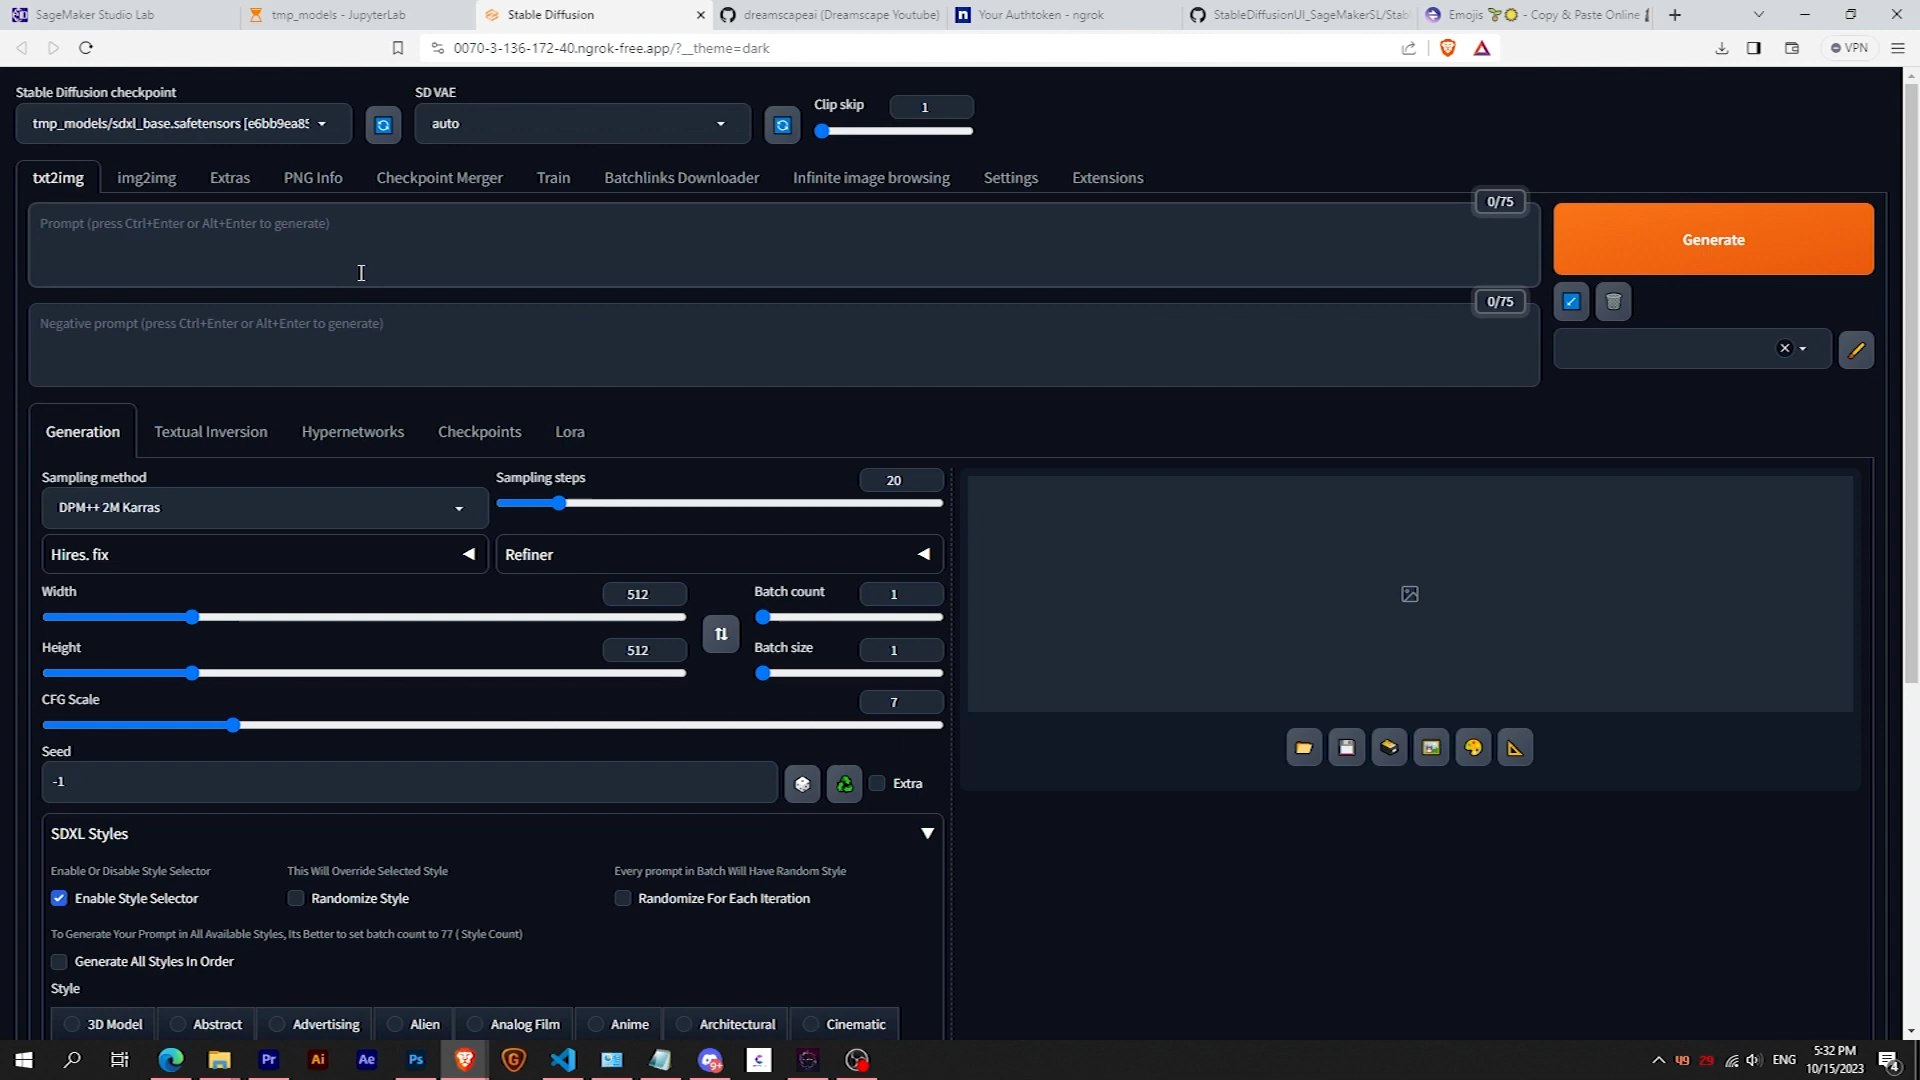 SageMaker Studio Lab
tmp_models - JupyterLab
Stable Diffusion
dreamscapeai (Dreamscape Youtube)
Your Authtoken - ngrok
StableDiffusionUI_SageMakerSL/Stabl
Emojis 🌱🌞 - Copy & Paste Online
0070-3-136-172-40.ngrok-free.app/?__theme=dark
VPN
Stable Diffusion checkpoint
SD VAE
Clip skip
1
tmp_models/sdxl_base.safetensors [e6bb9ea85
auto
txt2img
img2img
Extras
PNG Info
Checkpoint Merger
Train
Batchlinks Downloader
Infinite image browsing
Settings
Extensions
0/75
Prompt (press Ctrl+Enter or Alt+Enter to generate)
Generate
0/75
Negative prompt (press Ctrl+Enter or Alt+Enter to generate)
Generation
Textual Inversion
Hypernetworks
Checkpoints
Lora
Sampling method
Sampling steps
20
DPM++ 2M Karras
Hires. fix
Refiner
Width
512
Batch count
1
Height
512
Batch size
1
CFG Scale
7
Seed
-1
Extra
SDXL Styles
Enable Or Disable Style Selector
This Will Override Selected Style
Every prompt in Batch Will Have Random Style
Enable Style Selector
Randomize Style
Randomize For Each Iteration
To Generate Your Prompt in All Available Styles, Its Better to set batch count to 77 ( Style Count)
Generate All Styles In Order
Style
3D Model
Abstract
Advertising
Alien
Analog Film
Anime
Architectural
Cinematic
Pr
Ai
Ae
Ps
29
ENG
5:32 PM
10/15/2023
4